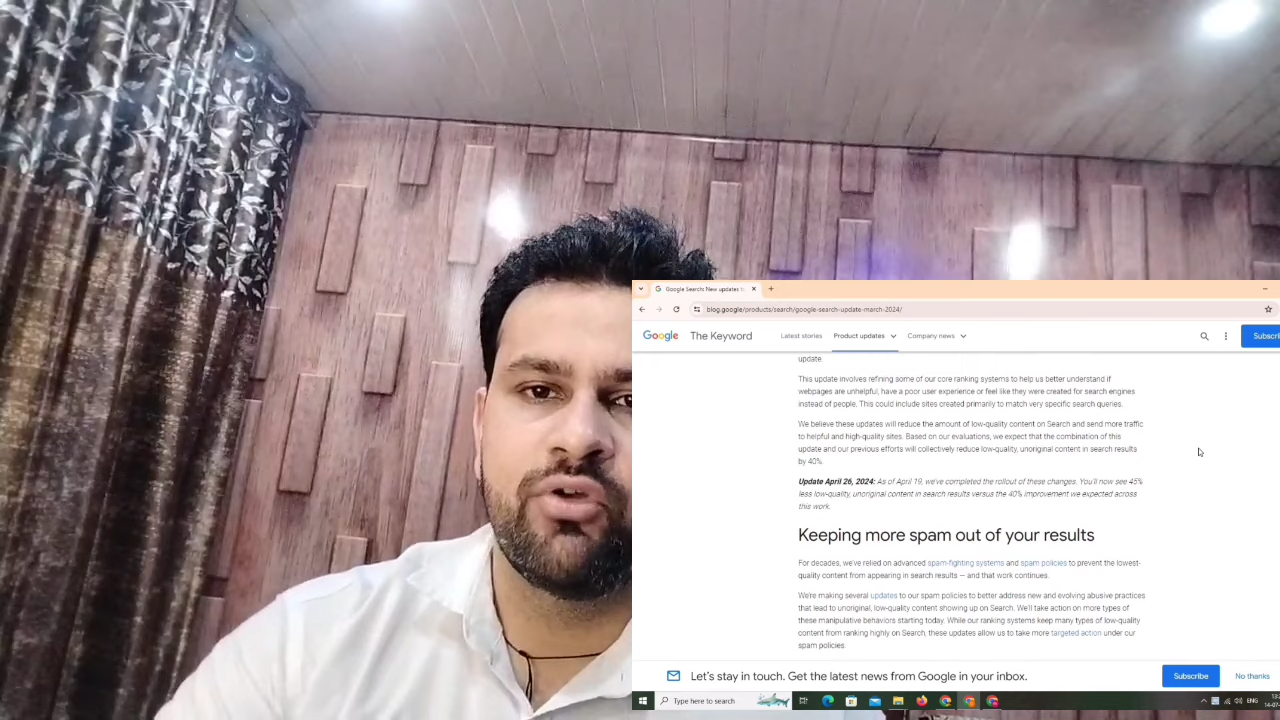 Google Search: New updates to
blog.google/products/search/google-search-update-march-2024/
Google The Keyword Latest stories Product updates Company news
update.
This update involves refining some of our core ranking systems to help us better understand if
webpages are unhelpful, have a poor user experience or feel like they were created for search engines
instead of people. This could include sites created primarily to match very specific search queries.
We believe these updates will reduce the amount of low-quality content on Search and send more traffic
to helpful and high-quality sites. Based on our evaluations, we expect that the combination of this
update and our previous efforts will collectively reduce low-quality, unoriginal content in search results
by 40%.
Update April 26, 2024: As of April 19, we've completed the rollout of these changes. You'll now see 45%
less low-quality, unoriginal content in search results versus the 40% improvement we expected across
this work.
Keeping more spam out of your results
For decades, we've relied on advanced spam-fighting systems and spam policies to prevent the lowest-
quality content from appearing in search results — and that work continues.
We're making several updates to our spam policies to better address new and evolving abusive practices
that lead to unoriginal, low-quality content showing up on Search. We'll take action on more types of
these manipulative behaviors starting today. While our ranking systems keep many types of low-quality
content from ranking highly on Search, these updates allow us to take more targeted action under our
spam policies.
Let's stay in touch. Get the latest news from Google in your inbox. Subscribe No thanks
Type here to search ENG